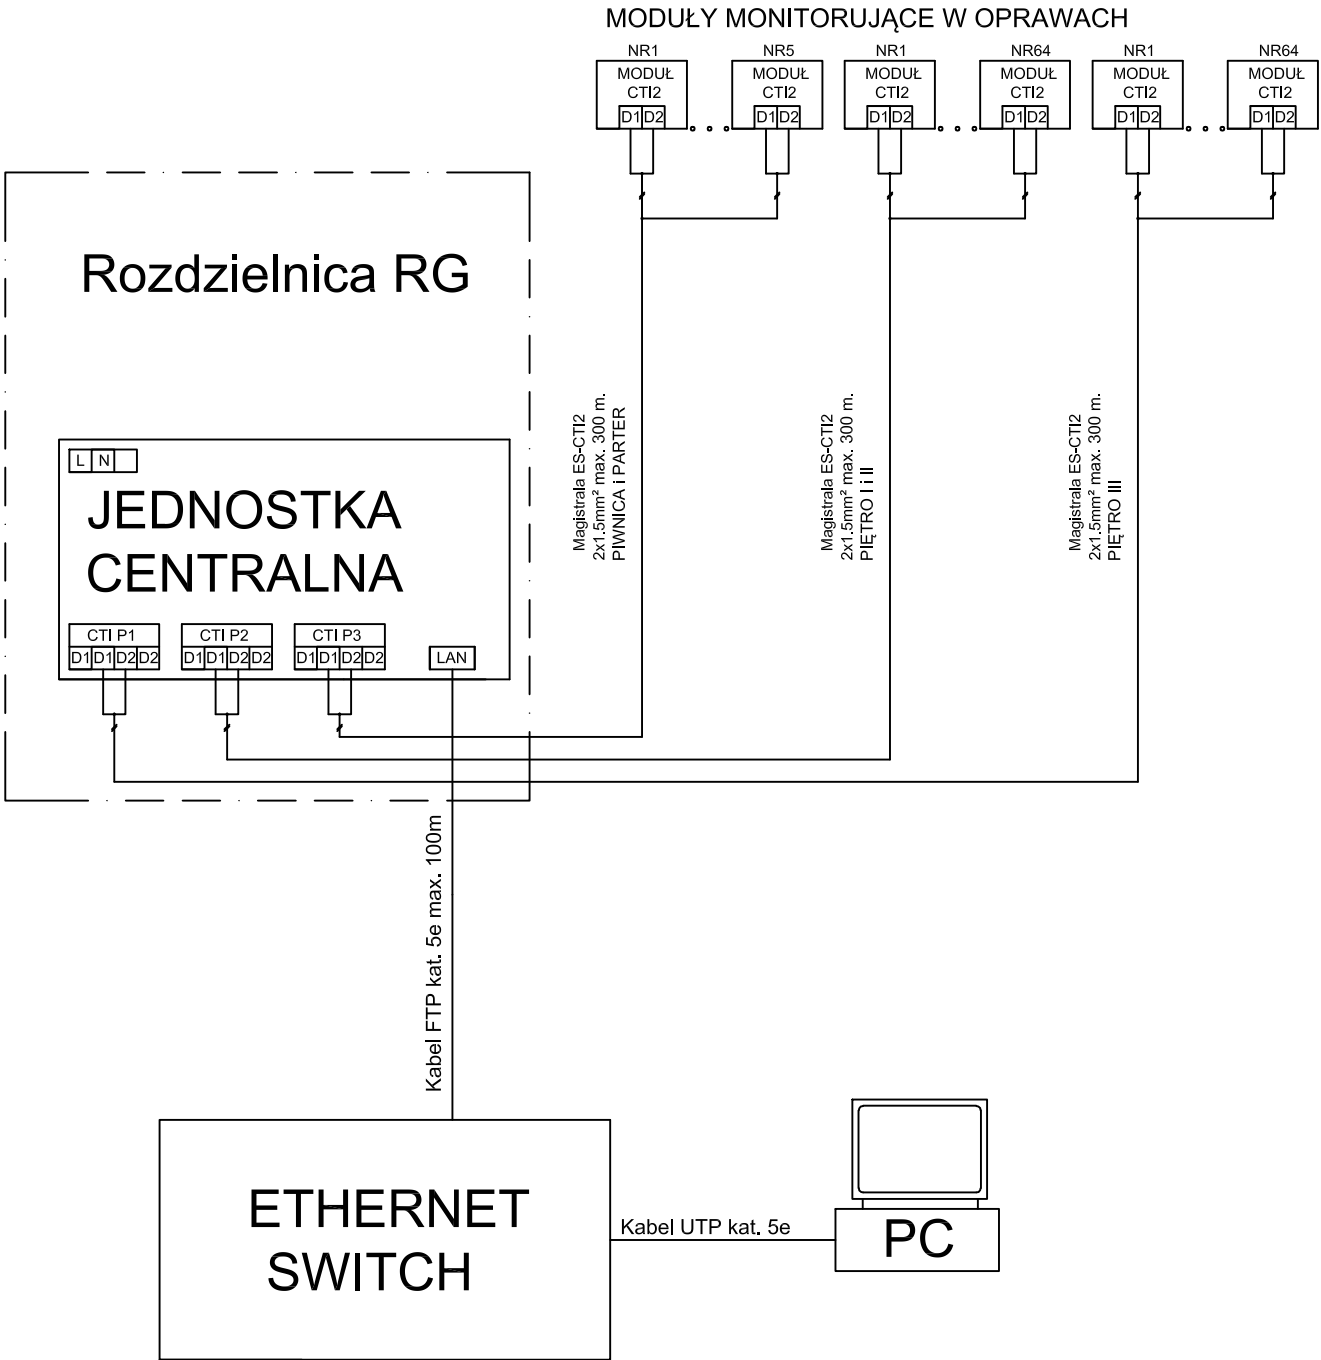 MODUŁY MONITORUJĄCE W OPRAWACH
NR1
MODUŁ
CTI2
D1 D2
NR5
MODUŁ
CTI2
D1 D2
NR1
MODUŁ
CTI2
D1 D2
NR64
MODUŁ
CTI2
D1 D2
NR1
MODUŁ
CTI2
D1 D2
NR64
MODUŁ
CTI2
D1 D2
Rozdzielnica RG
Magistrala ES-CTI2
2x1.5mm² max. 300 m.
PIWNICA i PARTER
Magistrala ES-CTI2
2x1.5mm² max. 300 m.
PIĘTRO I i II
Magistrala ES-CTI2
2x1.5mm² max. 300 m.
PIĘTRO III
L N
JEDNOSTKA
CENTRALNA
CTI P1
D1 D1 D2 D2
CTI P2
D1 D1 D2 D2
CTI P3
D1 D1 D2 D2
LAN
Kabel FTP kat. 5e max. 100m
ETHERNET
SWITCH
Kabel UTP kat. 5e
PC